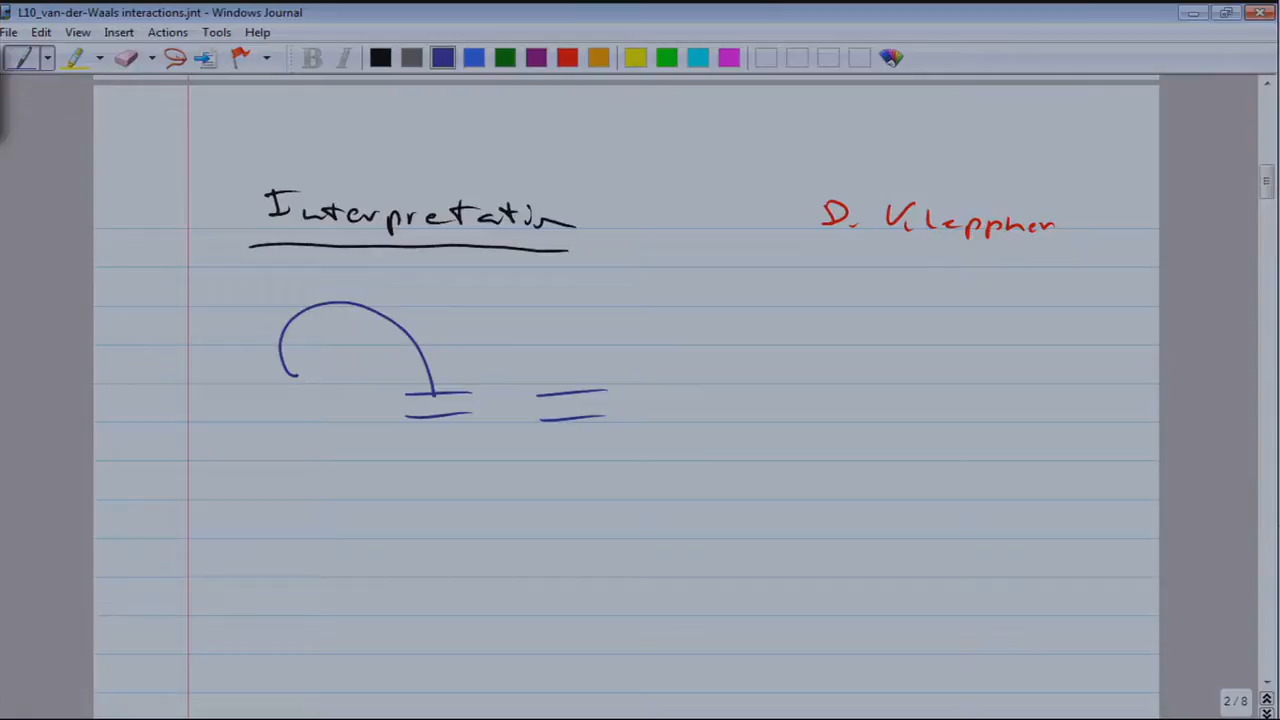 L10_van-der-Waals interactions.jnt - Windows Journal
File Edit View Insert Actions Tools Help
B I
Interpretation D. Kleppner
2 / 8